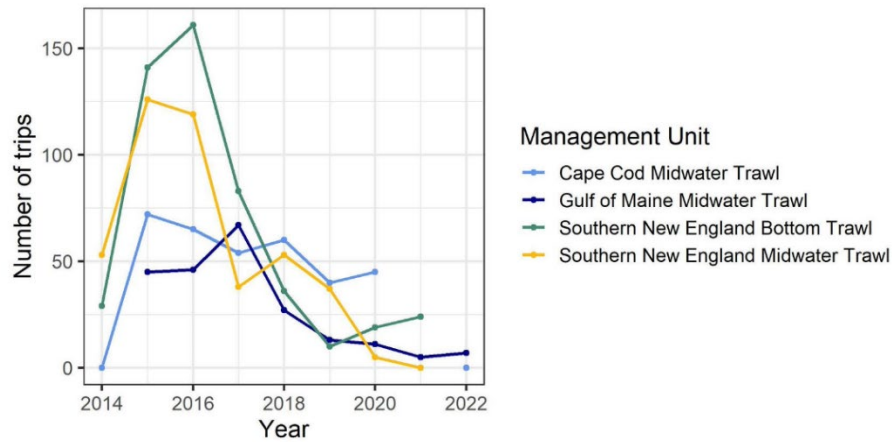 150
100
50
0
Number of trips
2014
2016
2018
2020
2022
Year
Management Unit
Cape Cod Midwater Trawl
Gulf of Maine Midwater Trawl
Southern New England Bottom Trawl
Southern New England Midwater Trawl